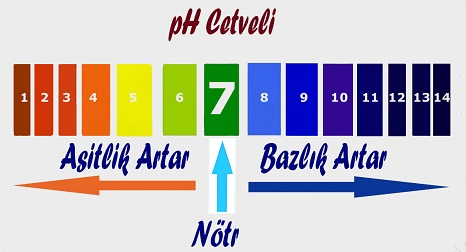 pH Cetveli
1 2 3 4 5 6 7 8 9 10 11 12 13 14
Asitlik Artar Bazlık Artar
Nötr